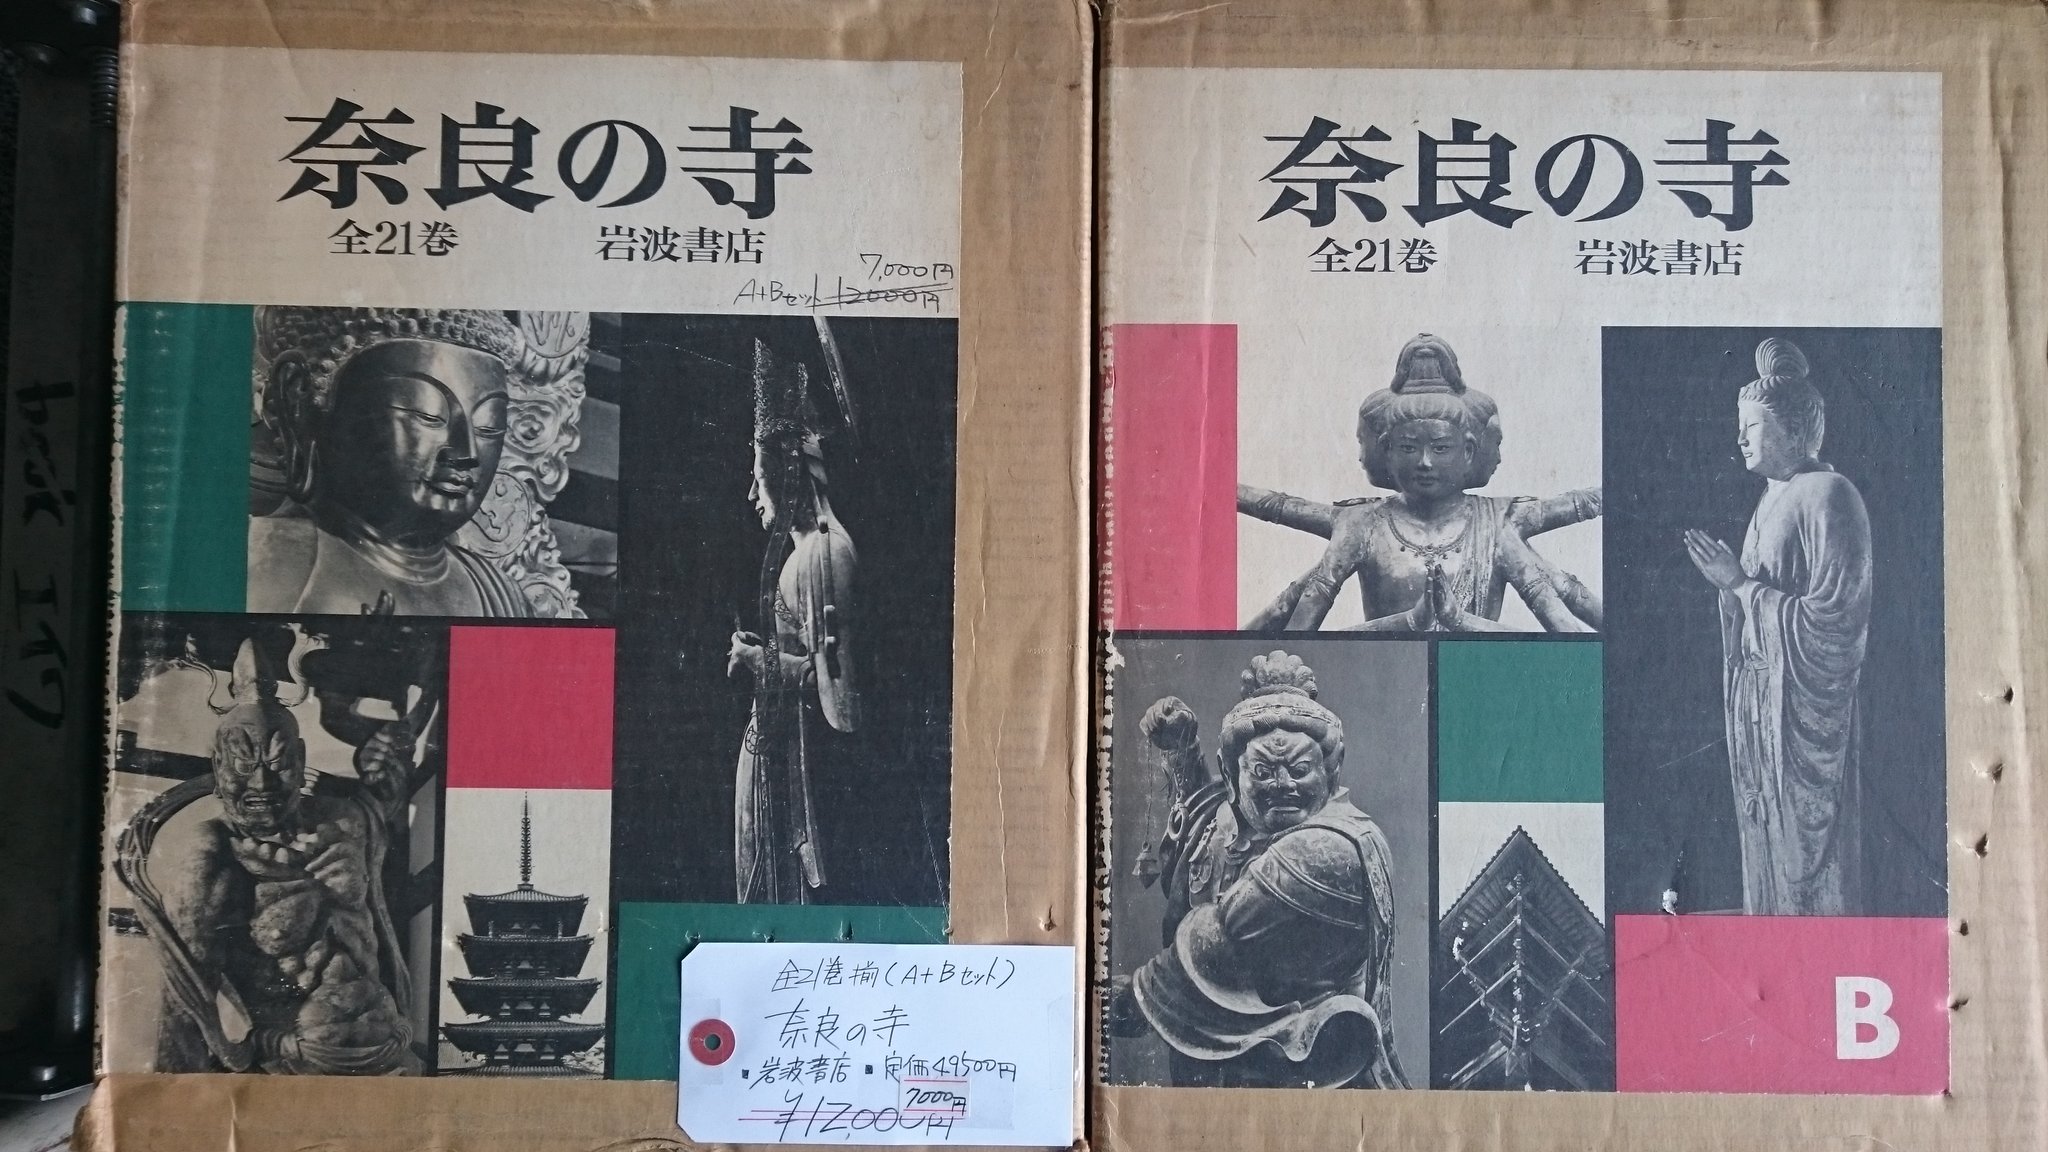 奈良の寺
全21巻 岩波書店
7,000円
A+Bセット 12000円
全21巻揃(A+Bセット)
奈良の寺
・岩波書店 ・定価49500円
7000円
¥12,000円
奈良の寺
全21巻 岩波書店
B